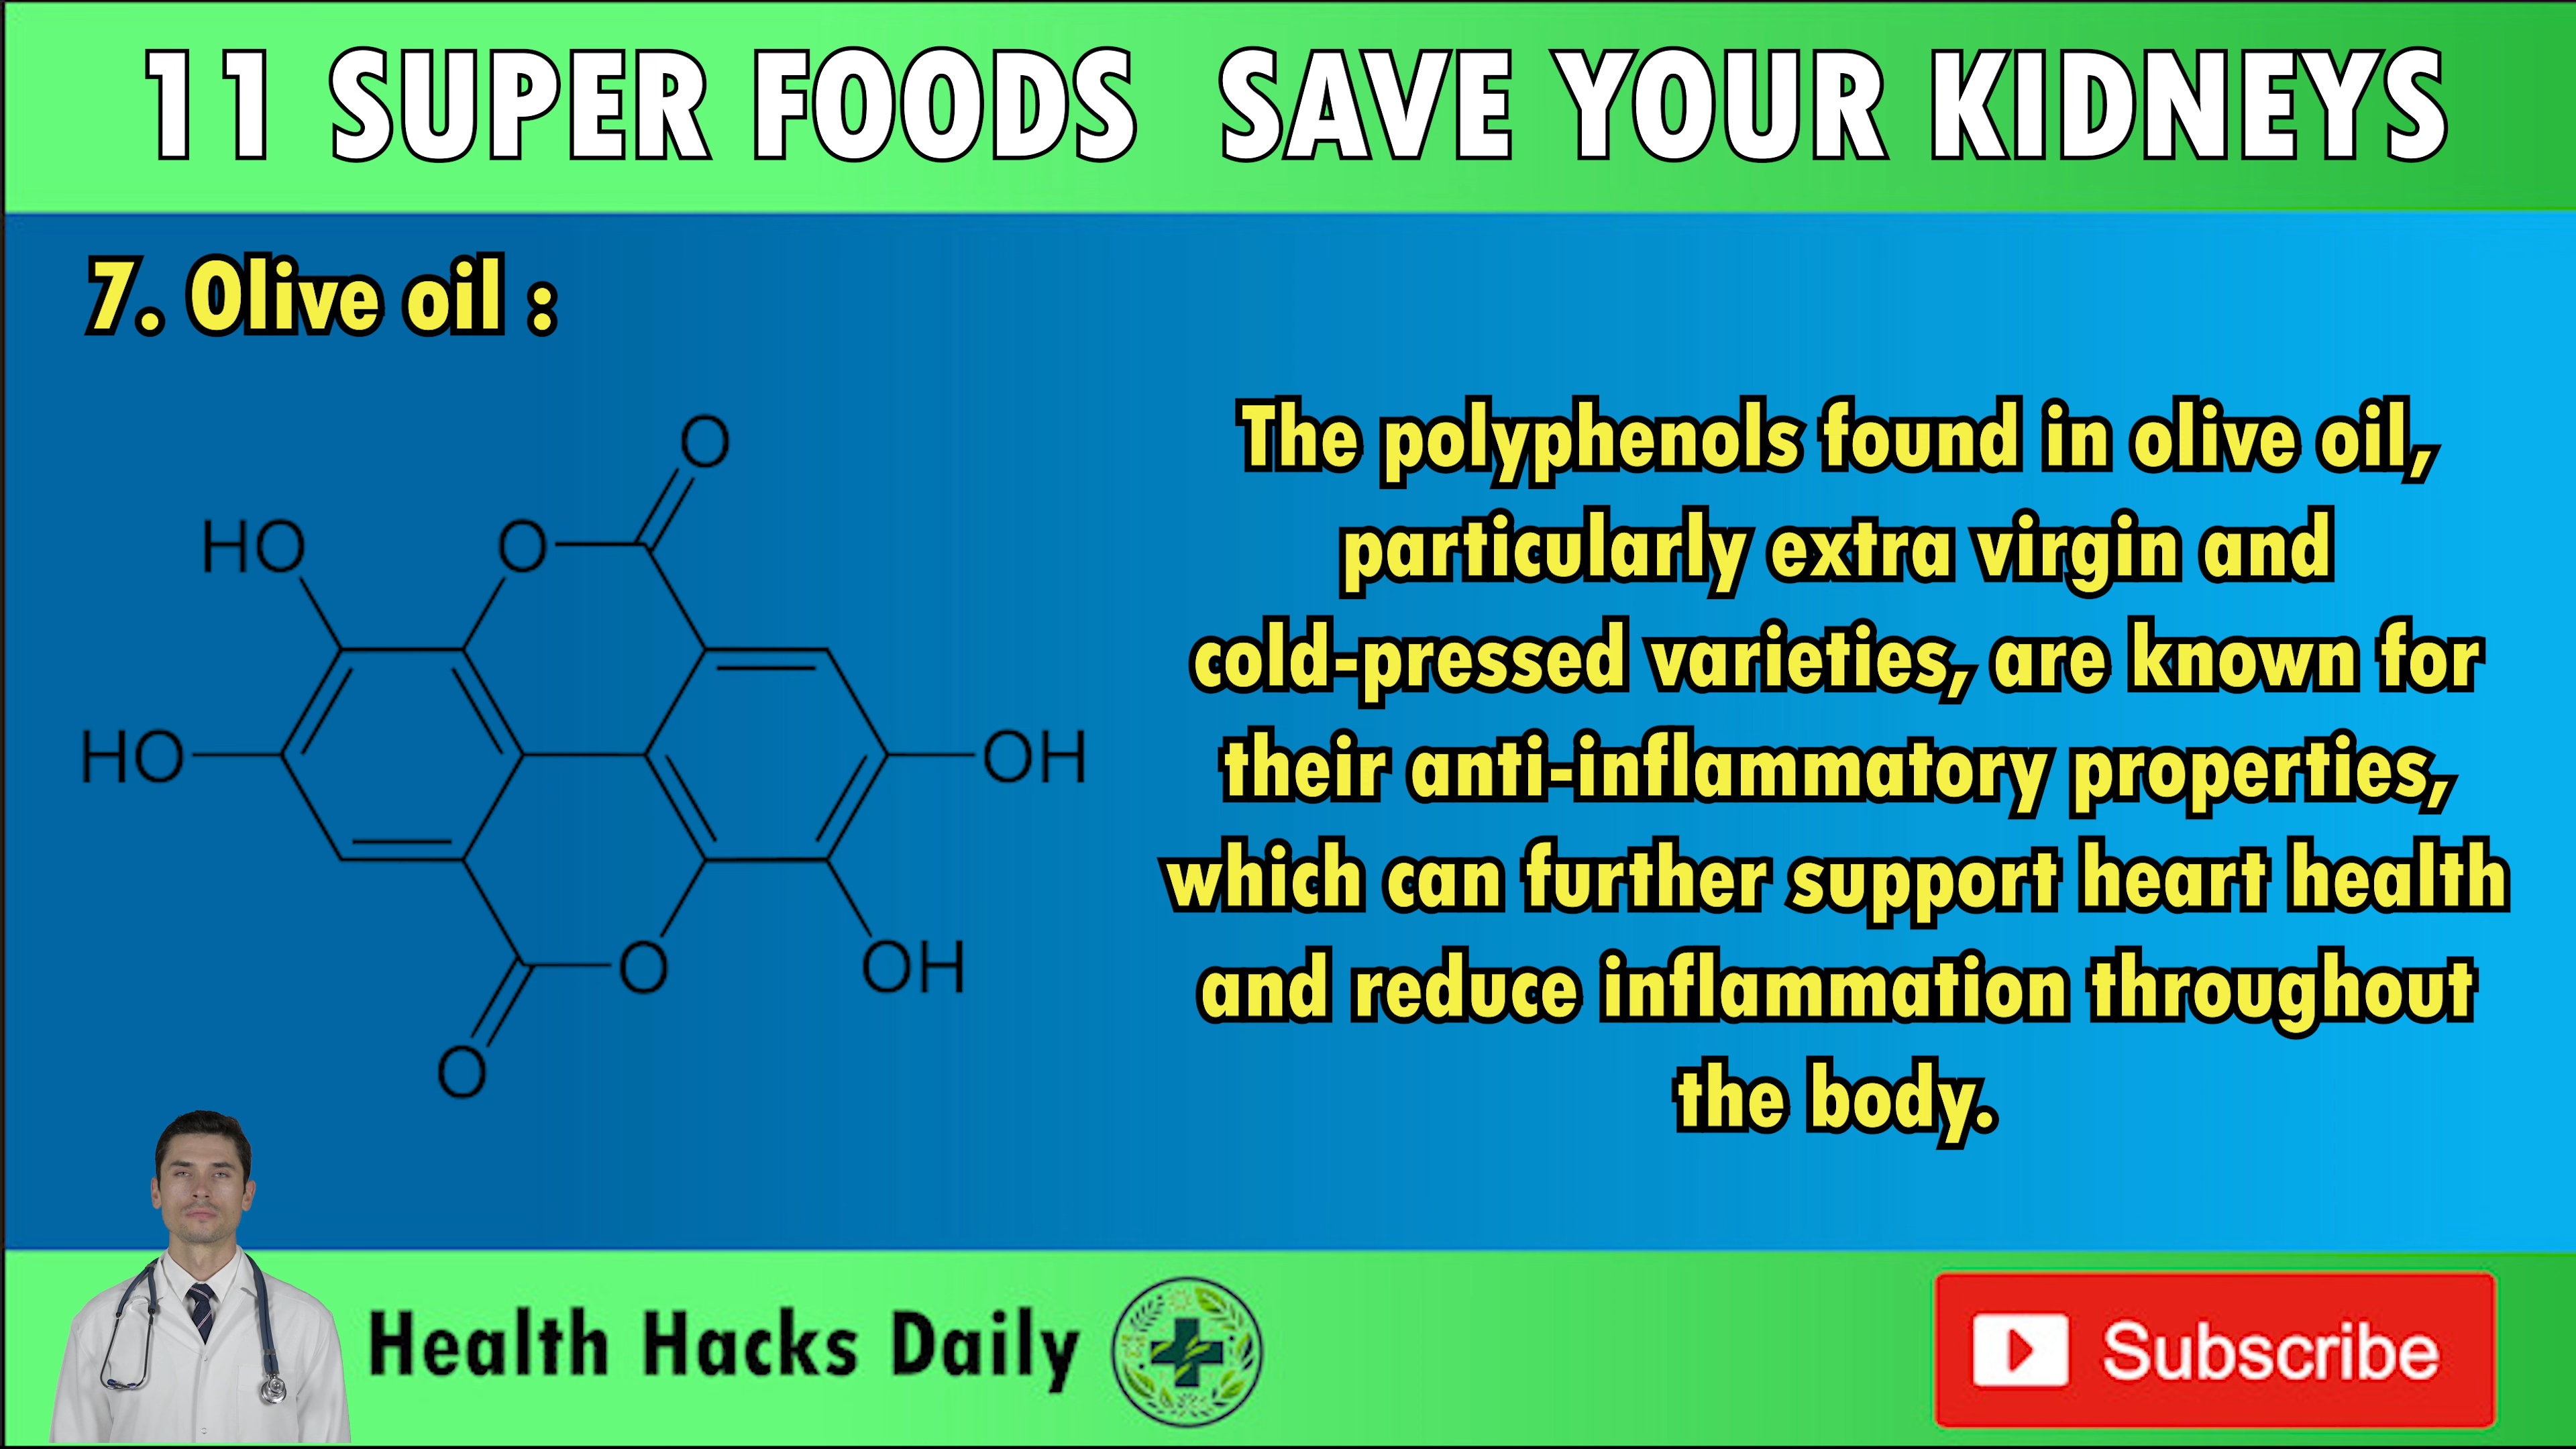 11 SUPER FOODS SAVE YOUR KIDNEYS
7. Olive oil :
O
HO
O
HO
OH
O
OH
O
The polyphenols found in olive oil,
particularly extra virgin and
cold-pressed varieties, are known for
their anti-inflammatory properties,
which can further support heart health
and reduce inflammation throughout
the body.
Health Hacks Daily
Subscribe